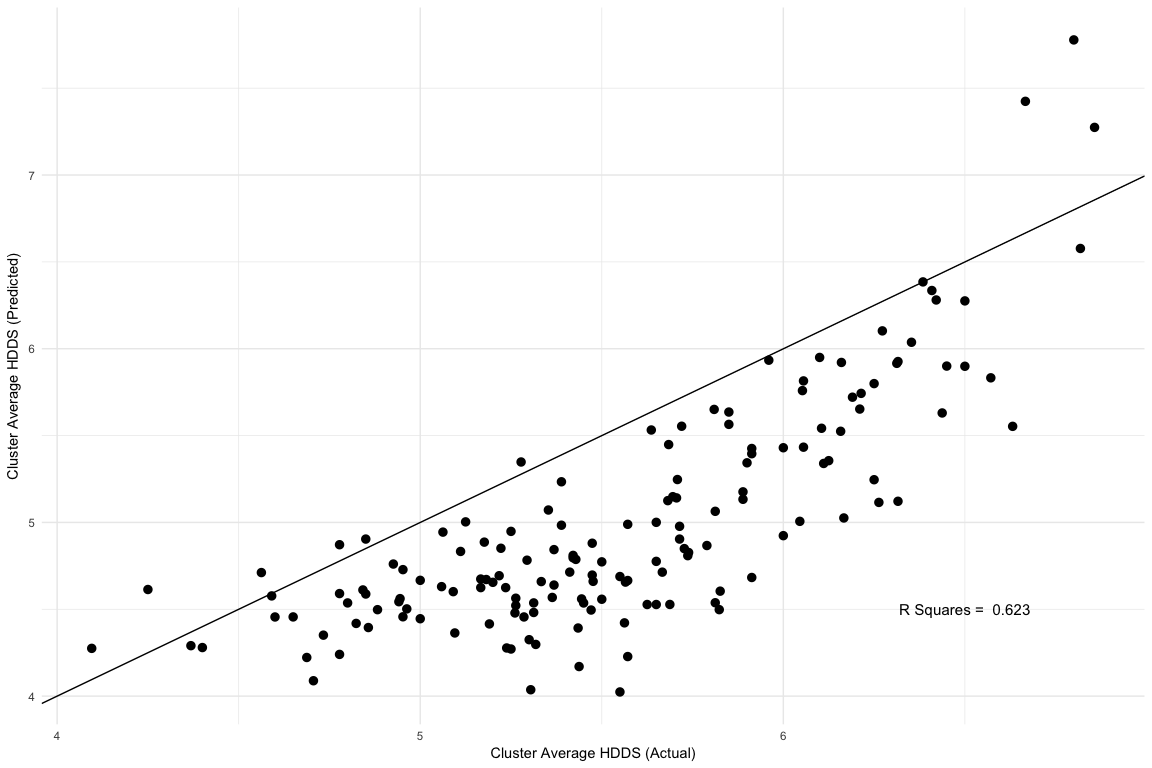 7
6
5
4
Cluster Average HDDS (Predicted)
R Squares = 0.623
4
5
6
Cluster Average HDDS (Actual)